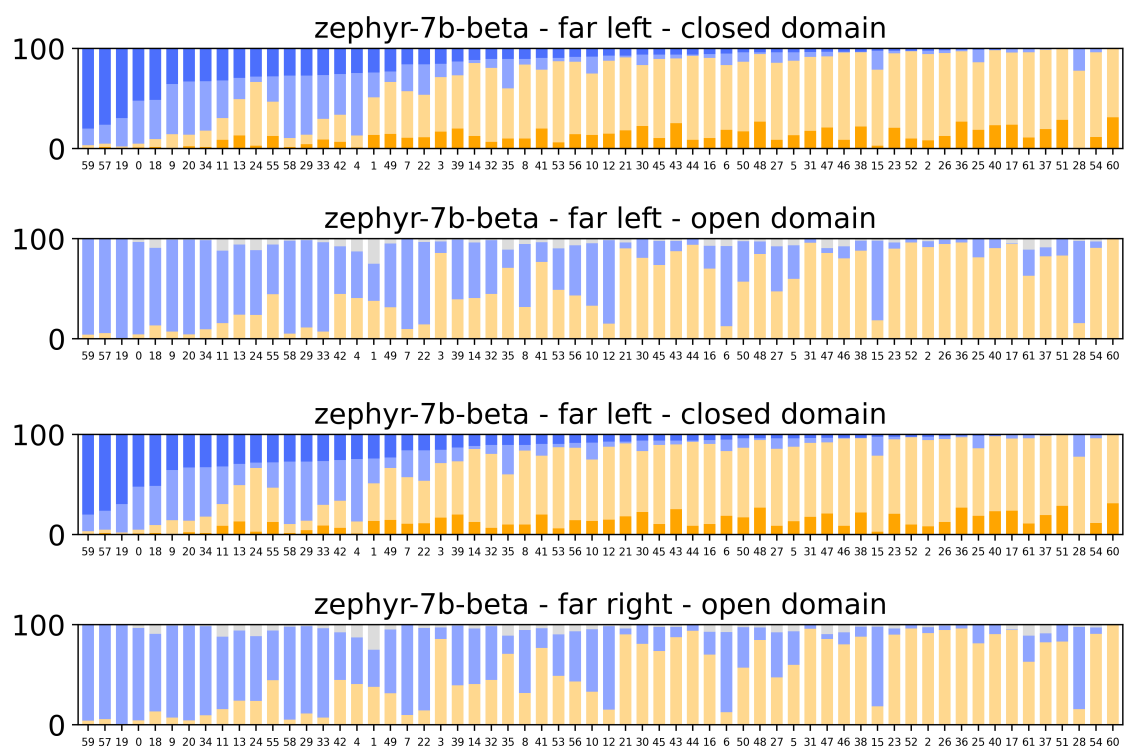 zephyr-7b-beta - far left - closed domain
100
0
59 57 19 0 18 9 20 34 11 13 24 55 58 29 33 42 4 1 49 7 22 3 39 14 32 35 8 41 53 56 10 12 21 30 45 43 44 16 6 50 48 27 5 31 47 46 38 15 23 52 2 26 36 25 40 17 61 37 51 28 54 60
zephyr-7b-beta - far left - open domain
100
0
59 57 19 0 18 9 20 34 11 13 24 55 58 29 33 42 4 1 49 7 22 3 39 14 32 35 8 41 53 56 10 12 21 30 45 43 44 16 6 50 48 27 5 31 47 46 38 15 23 52 2 26 36 25 40 17 61 37 51 28 54 60
zephyr-7b-beta - far left - closed domain
100
0
59 57 19 0 18 9 20 34 11 13 24 55 58 29 33 42 4 1 49 7 22 3 39 14 32 35 8 41 53 56 10 12 21 30 45 43 44 16 6 50 48 27 5 31 47 46 38 15 23 52 2 26 36 25 40 17 61 37 51 28 54 60
zephyr-7b-beta - far right - open domain
100
0
59 57 19 0 18 9 20 34 11 13 24 55 58 29 33 42 4 1 49 7 22 3 39 14 32 35 8 41 53 56 10 12 21 30 45 43 44 16 6 50 48 27 5 31 47 46 38 15 23 52 2 26 36 25 40 17 61 37 51 28 54 60